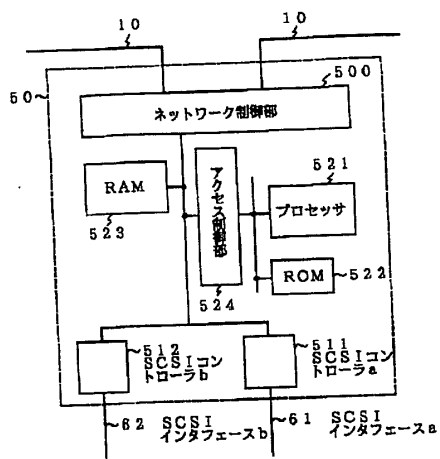 10
10
50
500
ネットワーク制御部
RAM
アクセス制御部
521
プロセッサ
523
ROM
522
524
512
SCSIコン
トローラb
511
SCSIコン
トローラa
62
SCSI
インタフェースb
61
SCSI
インタフェースa